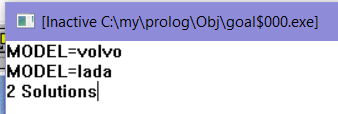 [Inactive C:\my\prolog\Obj\goal$000.exe]
MODEL=volvo
MODEL=lada
2 Solutions